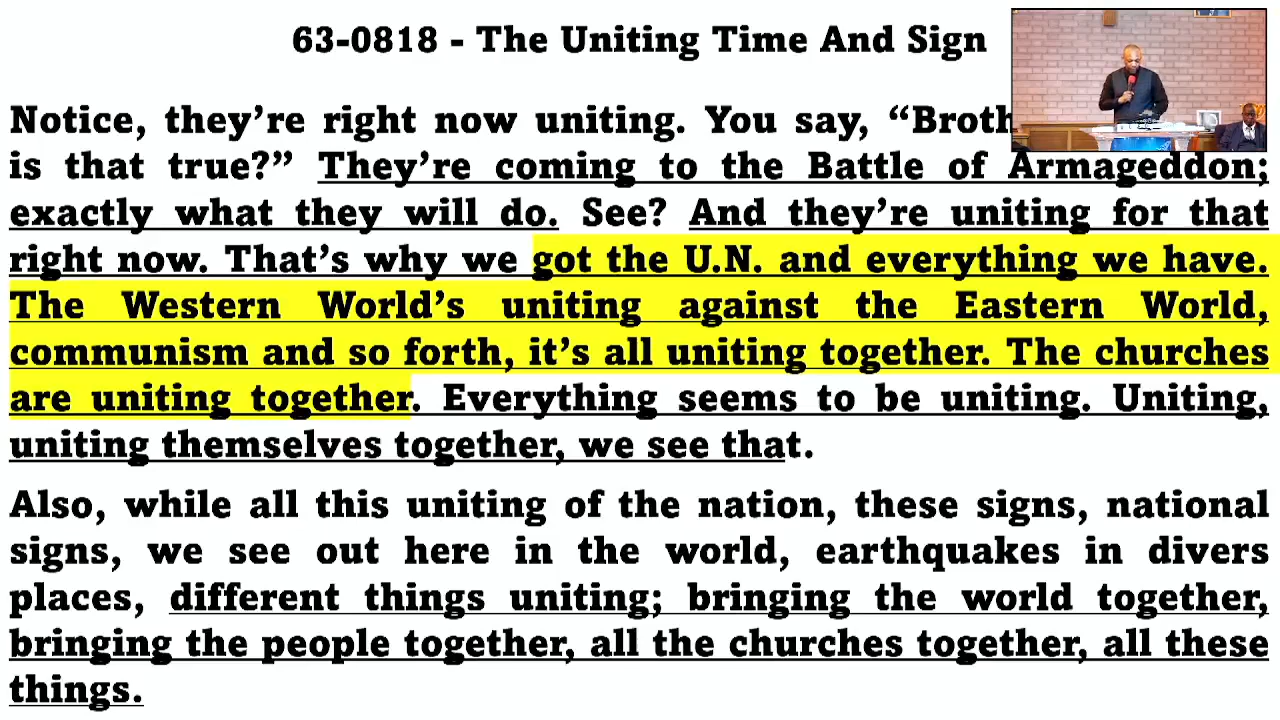 63-0818 - The Uniting Time And Sign
Notice, they’re right now uniting. You say, “Broth
is that true?” They’re coming to the Battle of Armageddon;
exactly what they will do. See? And they’re uniting for that
right now. That’s why we got the U.N. and everything we have.
The Western World’s uniting against the Eastern World,
communism and so forth, it’s all uniting together. The churches
are uniting together. Everything seems to be uniting. Uniting,
uniting themselves together, we see that.
Also, while all this uniting of the nation, these signs, national
signs, we see out here in the world, earthquakes in divers
places, different things uniting; bringing the world together,
bringing the people together, all the churches together, all these
things.